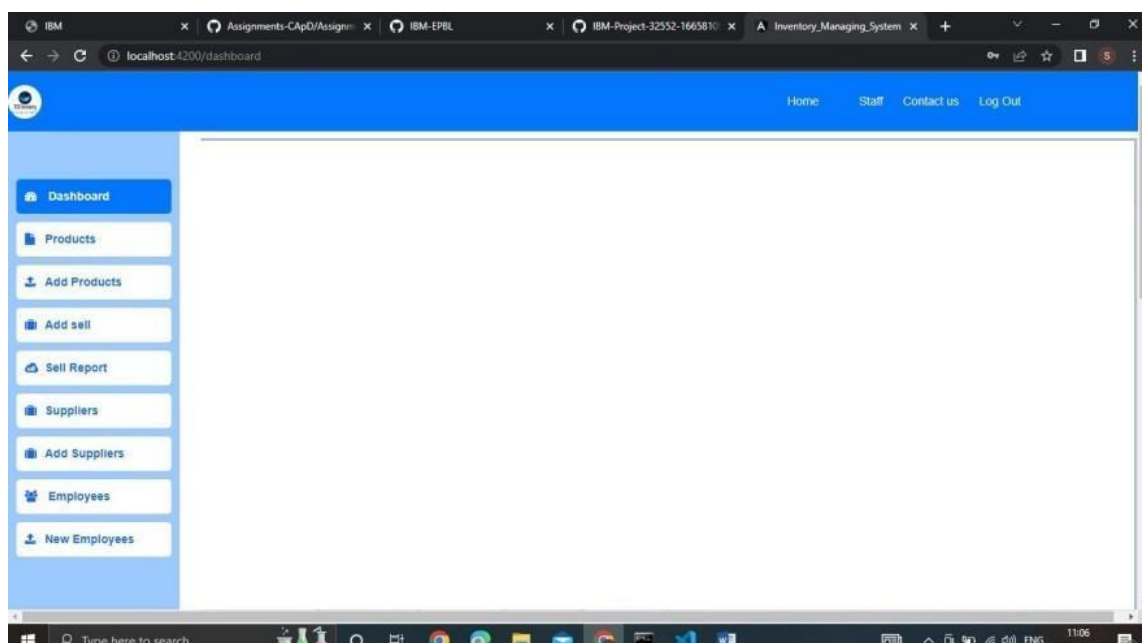 IBM
Assignments-CApD/Assignm
IBM-EPBL
IBM-Project-32552-1665810
Inventory_Managing_System
localhost:4200/dashboard
S
Home Staff Contact us Log Out
Dashboard
Products
Add Products
Add sell
Sell Report
Suppliers
Add Suppliers
Employees
New Employees
Type here to search
ENG
11:06